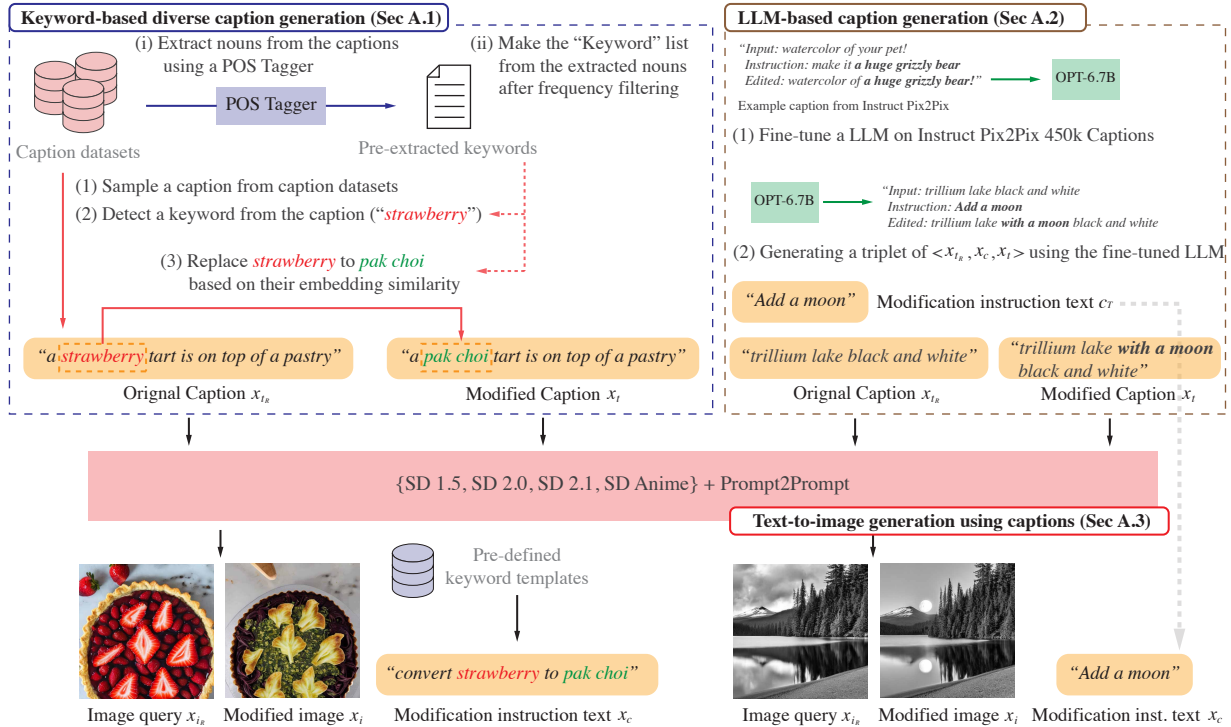 Keyword-based diverse caption generation (Sec A.1)
(i) Extract nouns from the captions
using a POS Tagger
(ii) Make the “Keyword” list
from the extracted nouns
after frequency filtering
POS Tagger
Caption datasets
Pre-extracted keywords
(1) Sample a caption from caption datasets
(2) Detect a keyword from the caption (“strawberry”)
(3) Replace strawberry to pak choi
based on their embedding similarity
“a strawberry tart is on top of a pastry”
“a pak choi tart is on top of a pastry”
Orignal Caption x_{t_R}
Modified Caption x_t
LLM-based caption generation (Sec A.2)
“Input: watercolor of your pet!
Instruction: make it a huge grizzly bear
Edited: watercolor of a huge grizzly bear!”
OPT-6.7B
Example caption from Instruct Pix2Pix
(1) Fine-tune a LLM on Instruct Pix2Pix 450k Captions
OPT-6.7B
“Input: trillium lake black and white
Instruction: Add a moon
Edited: trillium lake with a moon black and white
(2) Generating a triplet of <x_{t_R}, x_c, x_t> using the fine-tuned LLM
“Add a moon”
Modification instruction text c_T
“trillium lake black and white”
“trillium lake with a moon
black and white”
Orignal Caption x_{t_R}
Modified Caption x_t
{SD 1.5, SD 2.0, SD 2.1, SD Anime} + Prompt2Prompt
Text-to-image generation using captions (Sec A.3)
Pre-defined
keyword templates
“convert strawberry to pak choi”
“Add a moon”
Image query x_{i_R}
Modified image x_i
Modification instruction text x_c
Image query x_{i_R}
Modified image x_i
Modification inst. text x_c